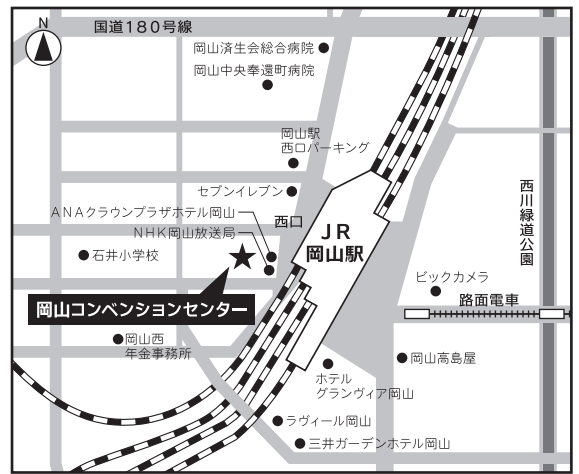 N
国道180号線
岡山済生会総合病院
岡山中央奉還町病院
岡山駅
西口パーキング
セブンイレブン
ANAクラウンプラザホテル岡山
NHK岡山放送局
西口
JR
岡山駅
西川緑道公園
石井小学校
ビックカメラ
路面電車
岡山コンベンションセンター
岡山西
年金事務所
岡山高島屋
ホテル
グランヴィア岡山
ラヴィール岡山
三井ガーデンホテル岡山